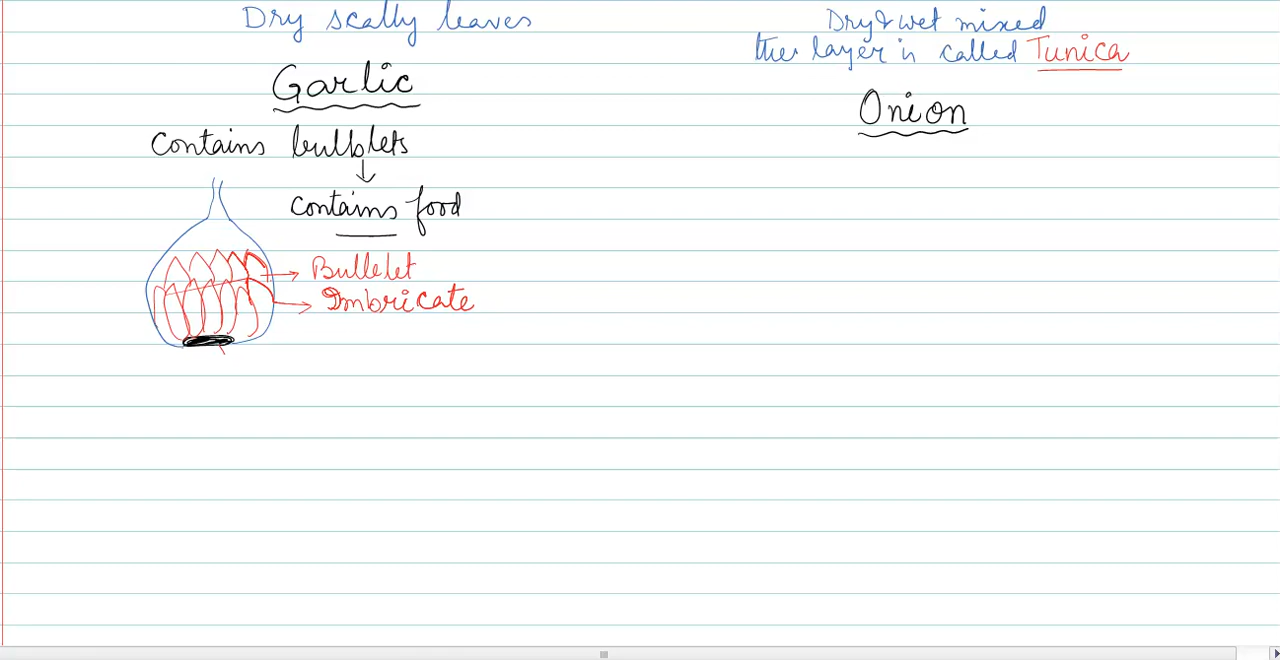 Dry scally leaves
Garlic
Contains bulblets
↓
Contains food
Bullelet
Imbricate
Dry & wet mixed
the layer is called Tunica
Onion